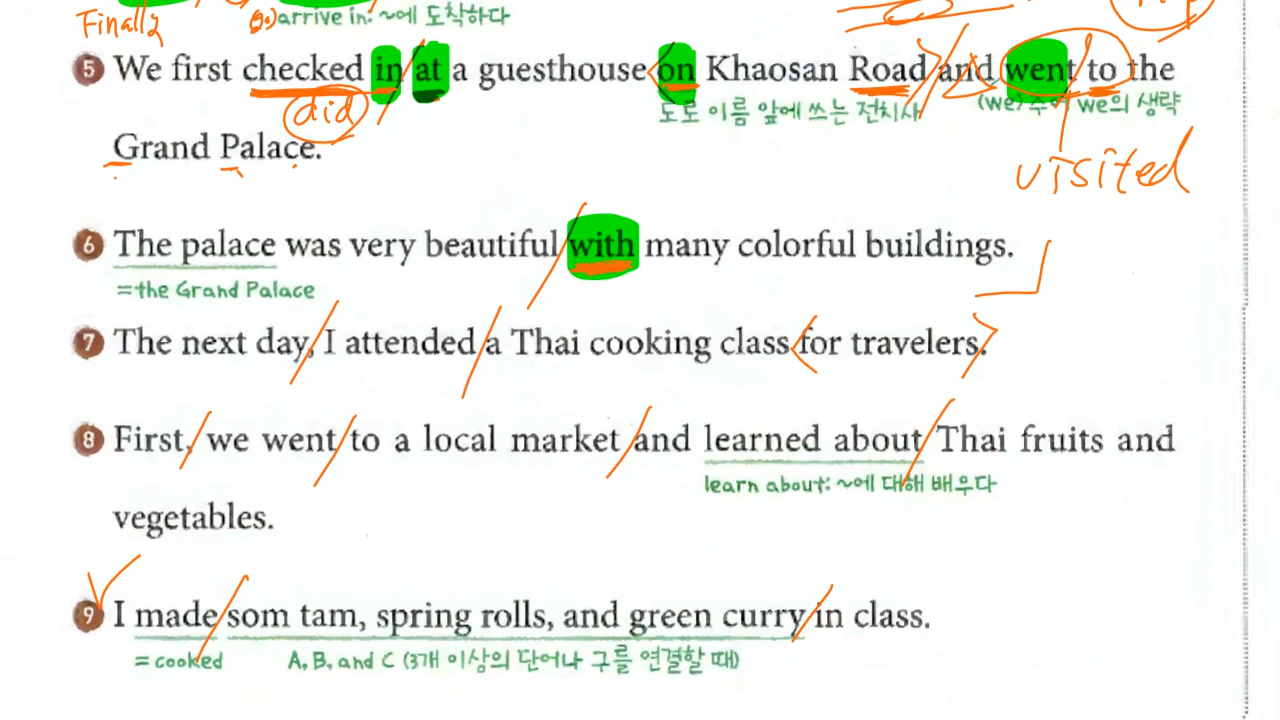 Finally (go) arrive in: ~에 도착하다
5 We first checked in at a guesthouse on Khaosan Road and went to the
did 도로 이름 앞에 쓰는 전치사 (we) 주어 we의 생략
Grand Palace.
visited
6 The palace was very beautiful with many colorful buildings.
=the Grand Palace
7 The next day, I attended a Thai cooking class for travelers.
8 First, we went to a local market and learned about Thai fruits and
learn about: ~에 대해 배우다
vegetables.
9 I made som tam, spring rolls, and green curry in class.
= cooked A, B, and C (3개 이상의 단어나 구를 연결할 때)